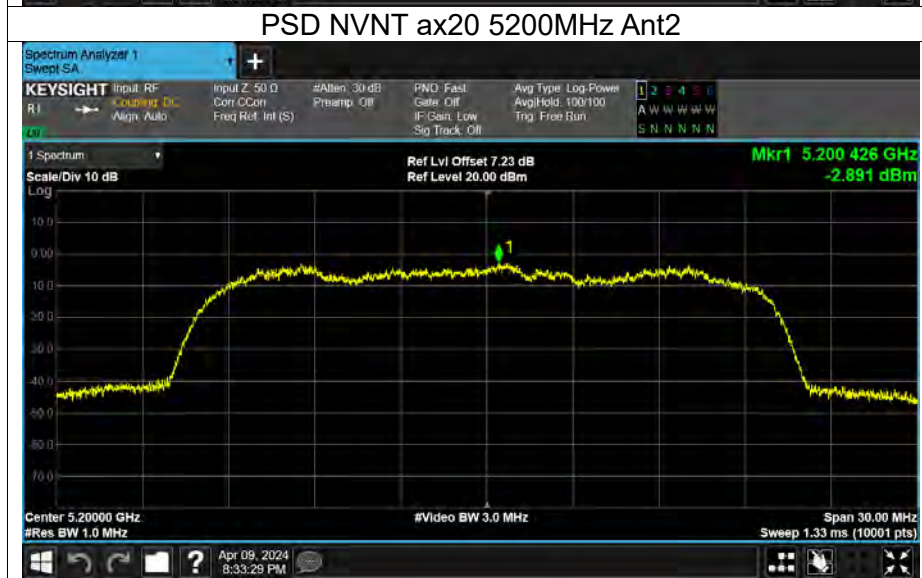 PSD NVNT ax20 5200MHz Ant2
Spectrum Analyzer 1
Swept SA
+
KEYSIGHT Input: RF
Coupling: DC
Align: Auto
Input Z: 50 Ω
Corr CCorr
Freq Ref: Int (S)
#Atten: 30 dB
Preamp: Off
PNO: Fast
Gate: Off
IF Gain: Low
Sig Track: Off
Avg Type: Log-Power
Avg|Hold: 100/100
Trig: Free Run
1 2 3 4 5 6
A W W W W W
S N N N N N
1 Spectrum
Scale/Div 10 dB
Log
Ref Lvl Offset 7.23 dB
Ref Level 20.00 dBm
Mkr1 5.200 426 GHz
-2.891 dBm
10.0
0.00
-10.0
-20.0
-30.0
-40.0
-50.0
-60.0
-70.0
1
Center 5.20000 GHz
#Res BW 1.0 MHz
#Video BW 3.0 MHz
Span 30.00 MHz
Sweep 1.33 ms (10001 pts)
?
Apr 09, 2024
8:33:29 PM